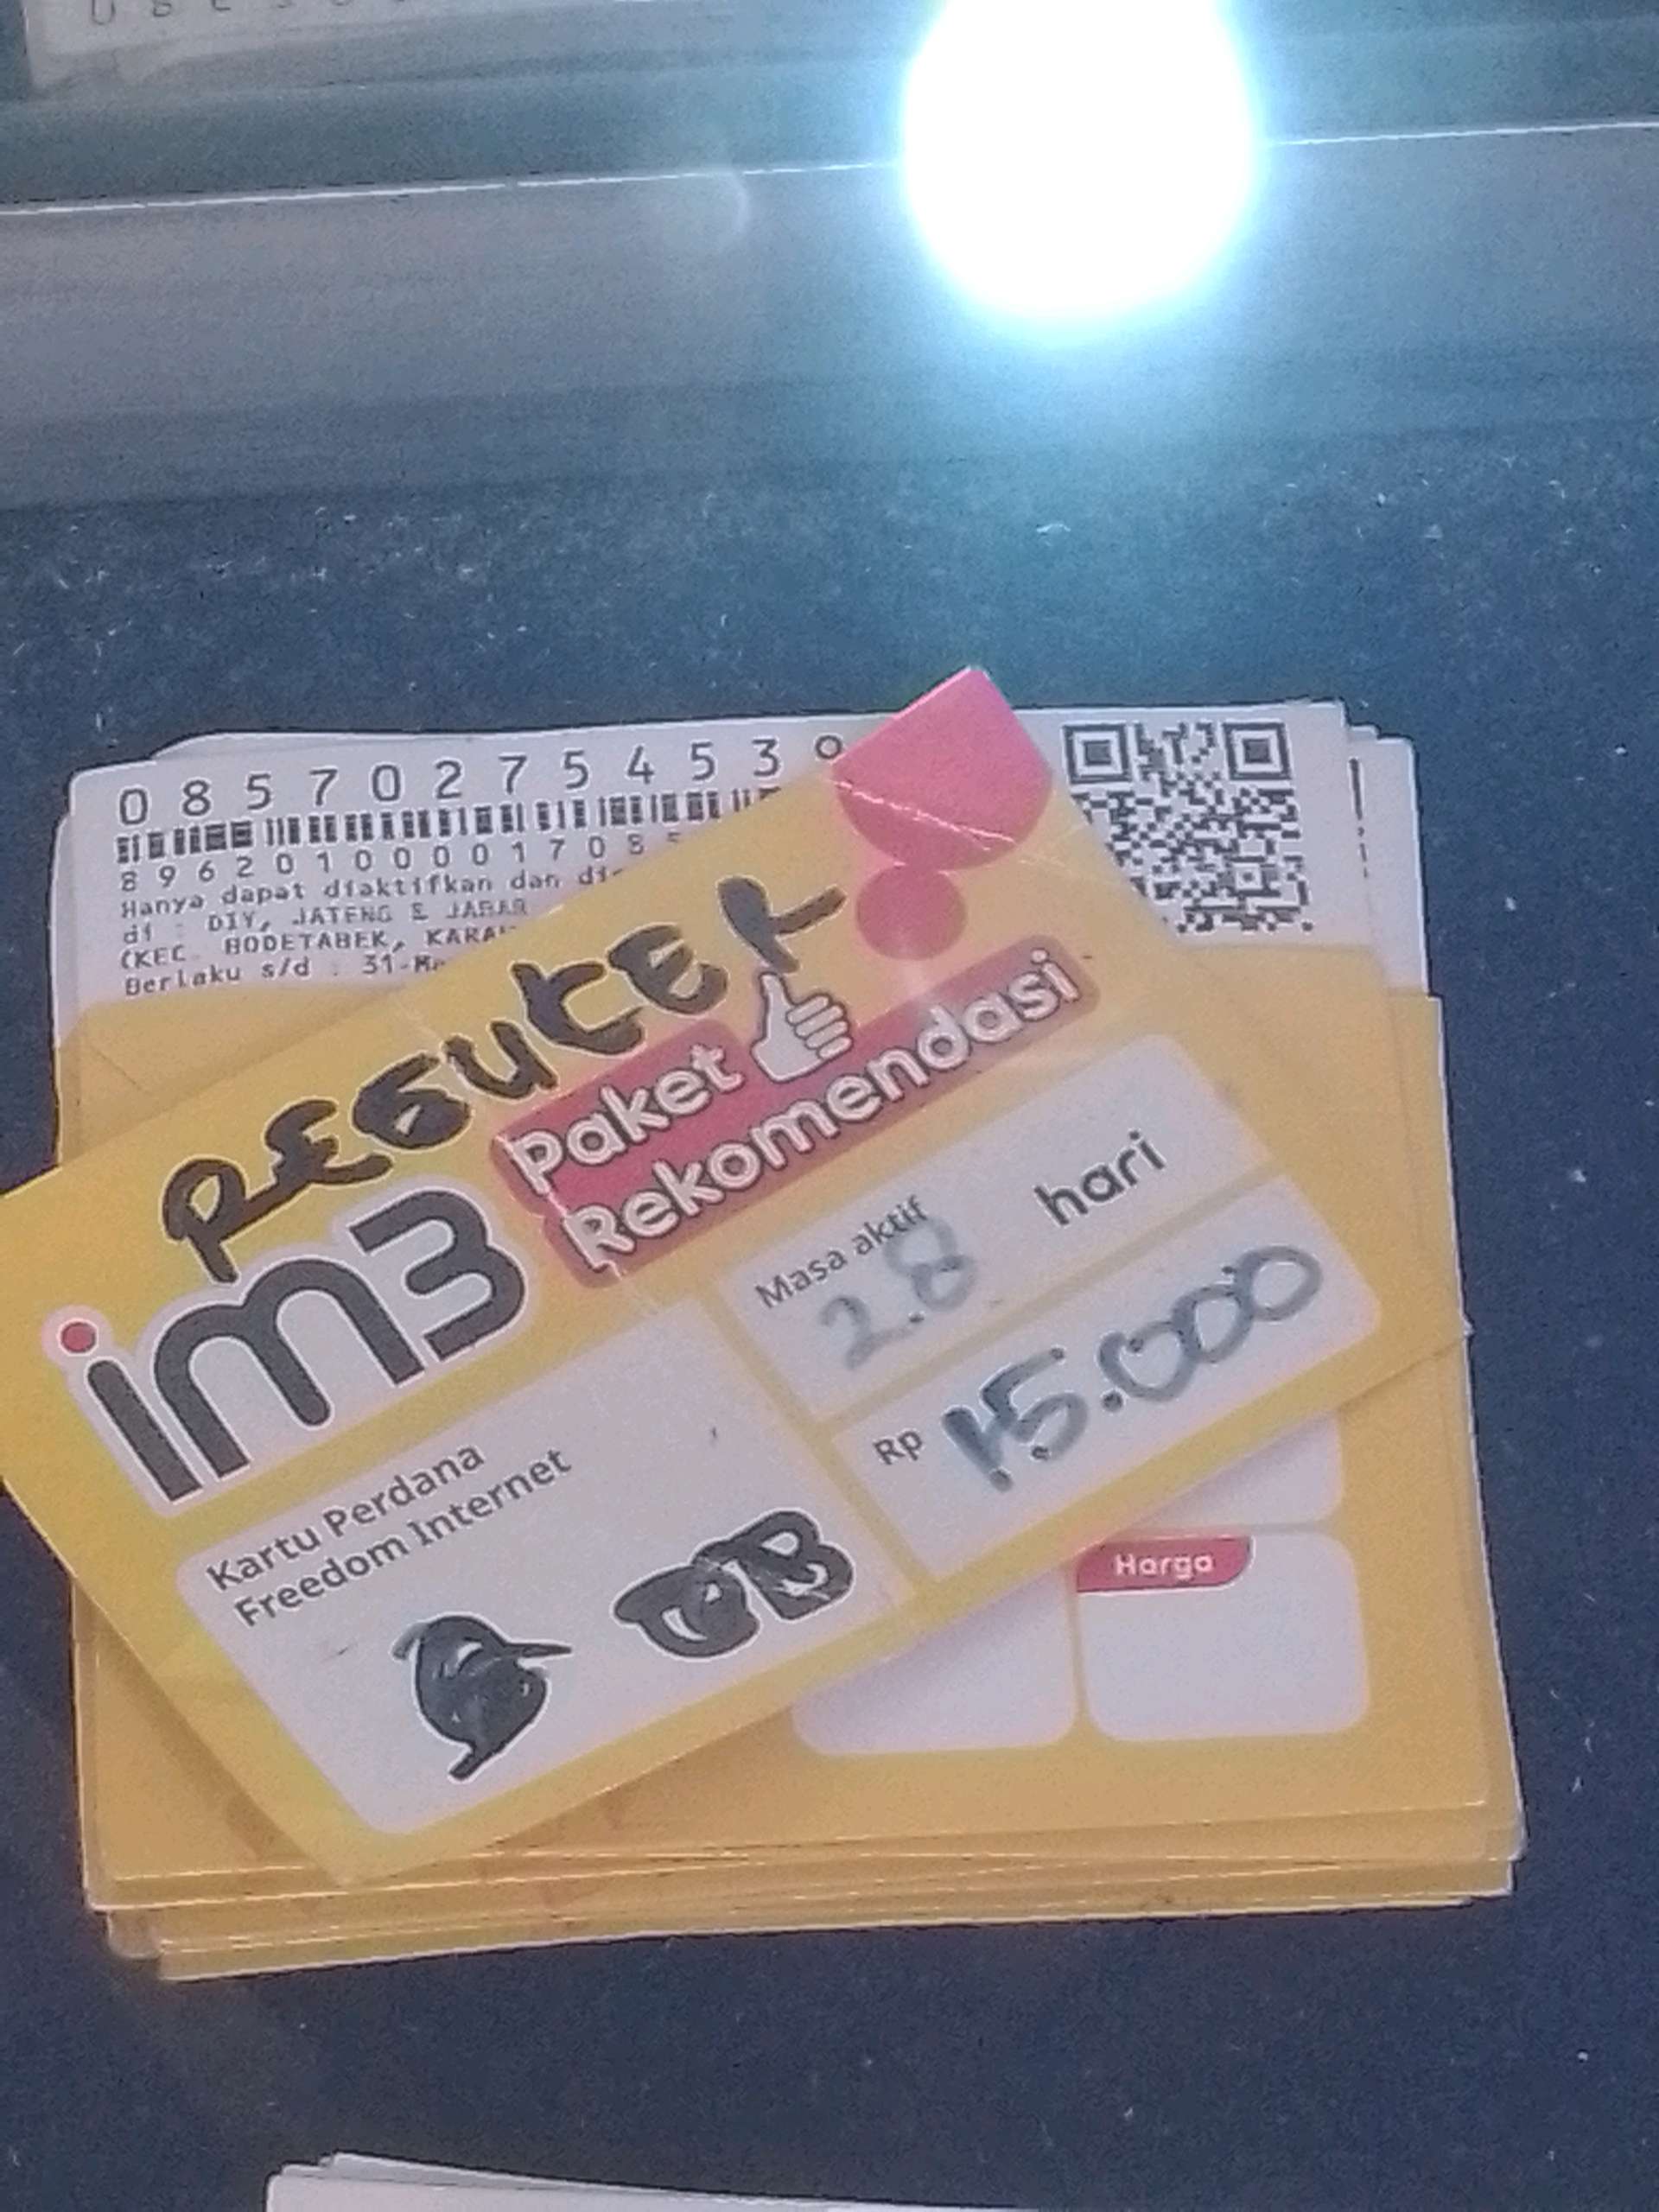 0 8 5 7 0 2 7 5 4 5 3
8 9 6 2 0 1 0 0 0 0 1 7 0 8 5
Hanya dapat diaktifkan dan di
di : DIY, JATENG & JABAR
(KEC. BODETABEK, KARA
Berlaku s/d : 31-M
REGULER
im3
Paket
Rekomendasi
Masa aktif
28 hari
Rp 15.000
Kartu Perdana
Freedom Internet
Harga